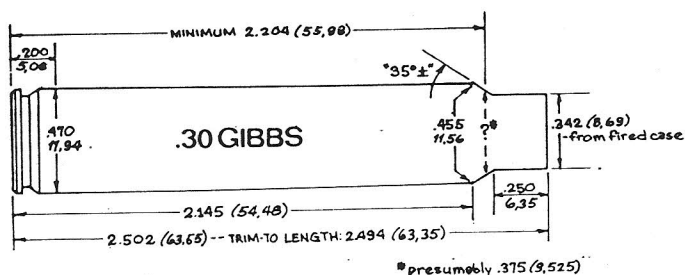 MINIMUM 2.204 (55,98)
.200
5,08
"35°±"
.470
11,94
.30 GIBBS
.455
11,56
?*
.342 (8,69)
-from fired case
.250
6,35
2.145 (54,48)
2.502 (63,55) -- TRIM-TO LENGTH: 2.494 (63,35)
*presumably .375 (9,525)